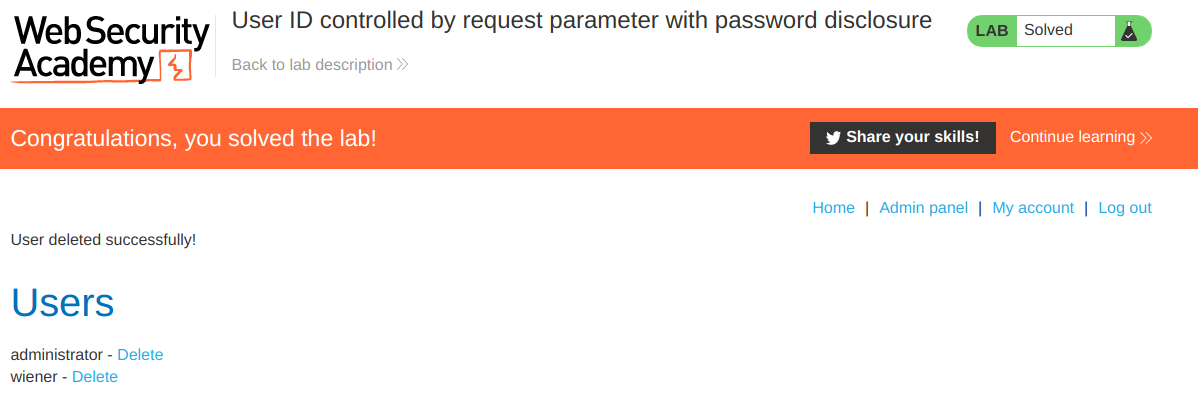 Web Security
Academy
User ID controlled by request parameter with password disclosure
Back to lab description
LAB Solved
Congratulations, you solved the lab!
Share your skills!
Continue learning
Home | Admin panel | My account | Log out
User deleted successfully!
Users
administrator - Delete
wiener - Delete